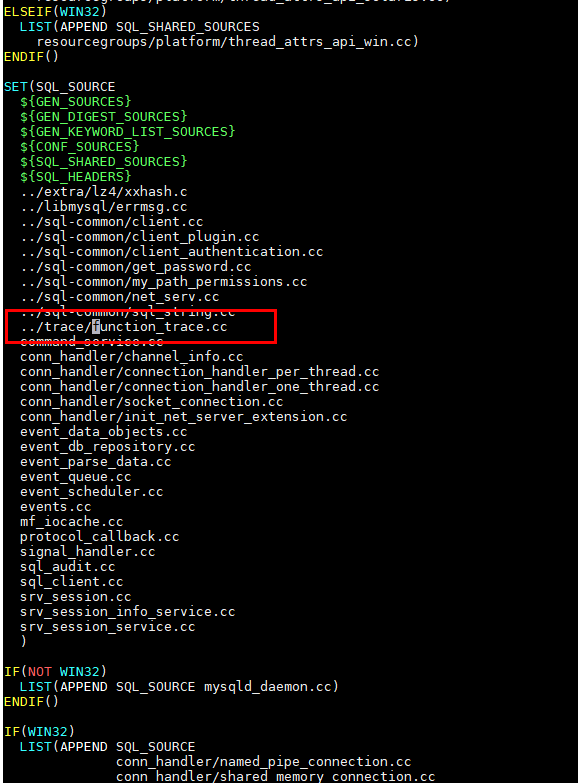 resourcegroups/platform/thread_attrs_api_solaris.cc)
ELSEIF(WIN32)
  LIST(APPEND SQL_SHARED_SOURCES
    resourcegroups/platform/thread_attrs_api_win.cc)
ENDIF()
SET(SQL_SOURCE
  ${GEN_SOURCES}
  ${GEN_DIGEST_SOURCES}
  ${GEN_KEYWORD_LIST_SOURCES}
  ${CONF_SOURCES}
  ${SQL_SHARED_SOURCES}
  ${SQL_HEADERS}
  ../extra/lz4/xxhash.c
  ../libmysql/errmsg.cc
  ../sql-common/client.cc
  ../sql-common/client_plugin.cc
  ../sql-common/client_authentication.cc
  ../sql-common/get_password.cc
  ../sql-common/my_path_permissions.cc
  ../sql-common/net_serv.cc
  ../sql-common/sql_string.cc
  ../trace/function_trace.cc
  command_service.cc
  conn_handler/channel_info.cc
  conn_handler/connection_handler_per_thread.cc
  conn_handler/connection_handler_one_thread.cc
  conn_handler/socket_connection.cc
  conn_handler/init_net_server_extension.cc
  event_data_objects.cc
  event_db_repository.cc
  event_parse_data.cc
  event_queue.cc
  event_scheduler.cc
  events.cc
  mf_iocache.cc
  protocol_callback.cc
  signal_handler.cc
  sql_audit.cc
  sql_client.cc
  srv_session.cc
  srv_session_info_service.cc
  srv_session_service.cc
  )
IF(NOT WIN32)
  LIST(APPEND SQL_SOURCE mysqld_daemon.cc)
ENDIF()
IF(WIN32)
  LIST(APPEND SQL_SOURCE
              conn_handler/named_pipe_connection.cc
              conn_handler/shared_memory_connection.cc